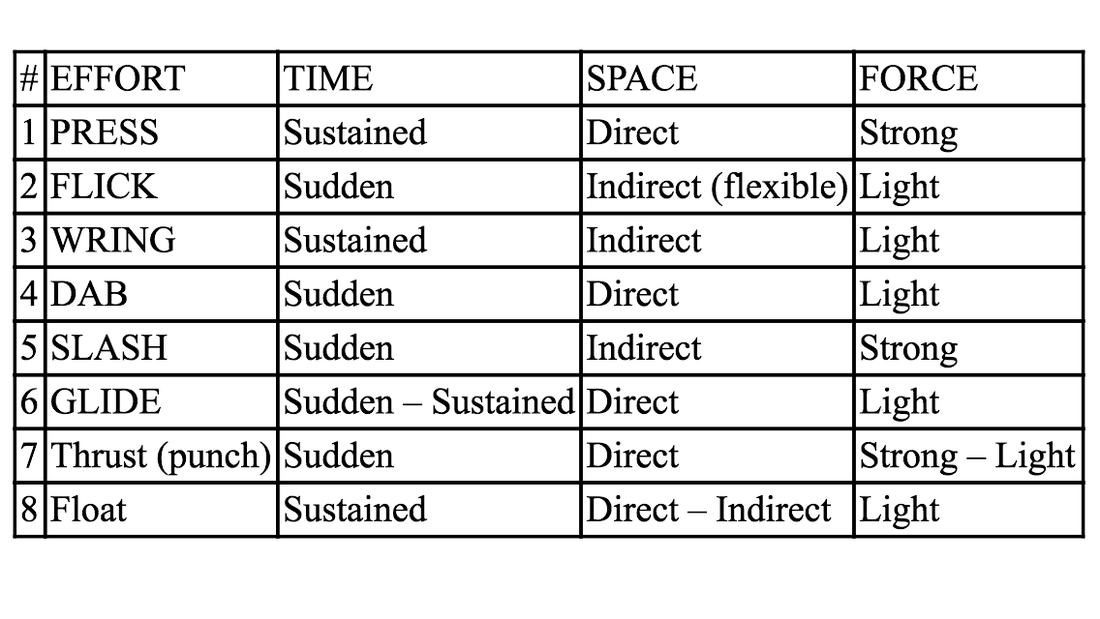 # EFFORT TIME SPACE FORCE
1 PRESS Sustained Direct Strong
2 FLICK Sudden Indirect (flexible) Light
3 WRING Sustained Indirect Light
4 DAB Sudden Direct Light
5 SLASH Sudden Indirect Strong
6 GLIDE Sudden – Sustained Direct Light
7 Thrust (punch) Sudden Direct Strong – Light
8 Float Sustained Direct – Indirect Light